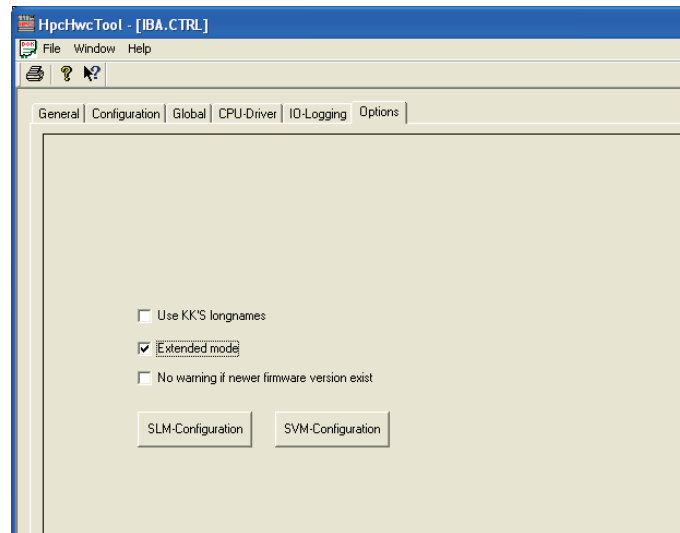 HpcHwcTool - [IBA.CTRL]
File Window Help
General Configuration Global CPU-Driver IO-Logging Options
Use KK'S longnames
Extended mode
No warning if newer firmware version exist
SLM-Configuration SVM-Configuration